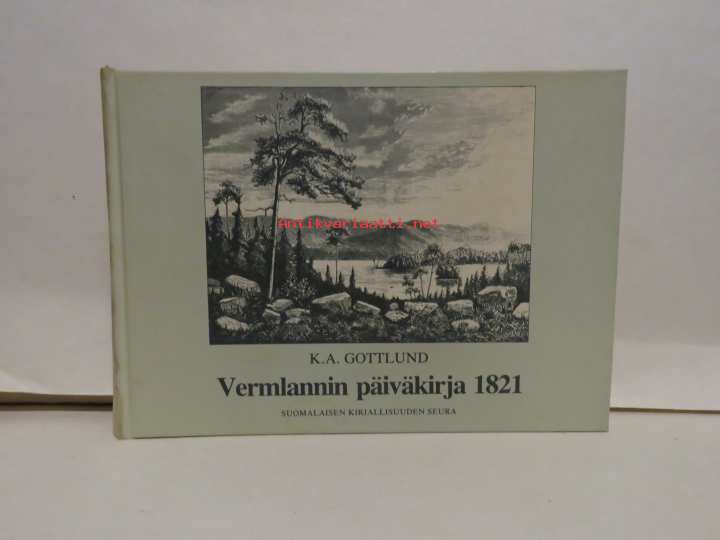 Antikvariaatti.net
K.A. GOTTLUND
Vermlannin päiväkirja 1821
SUOMALAISEN KIRJALLISUUDEN SEURA